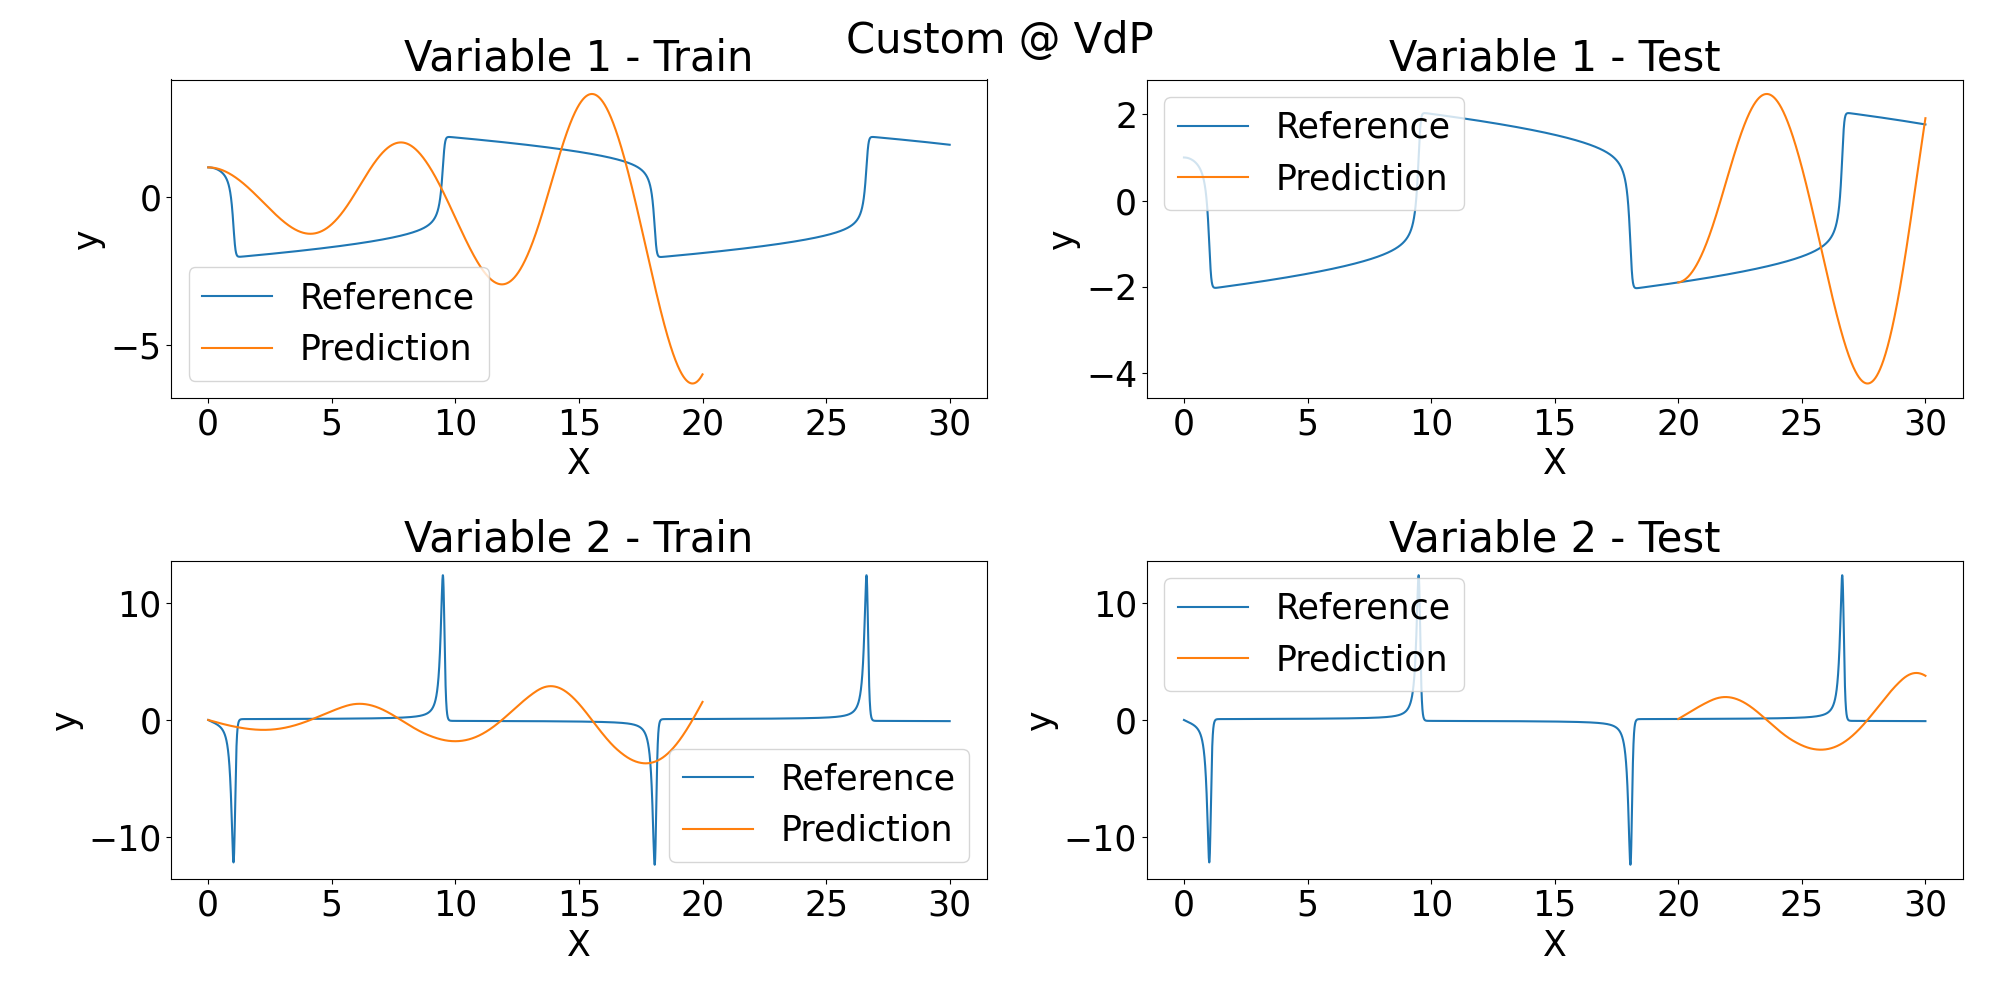 Custom @ VdP
Variable 1 - Train
0
−5
y
Reference
Prediction
0 5 10 15 20 25 30
X
Variable 1 - Test
2
0
−2
−4
y
Reference
Prediction
0 5 10 15 20 25 30
X
Variable 2 - Train
10
0
−10
y
Reference
Prediction
0 5 10 15 20 25 30
X
Variable 2 - Test
10
0
−10
y
Reference
Prediction
0 5 10 15 20 25 30
X